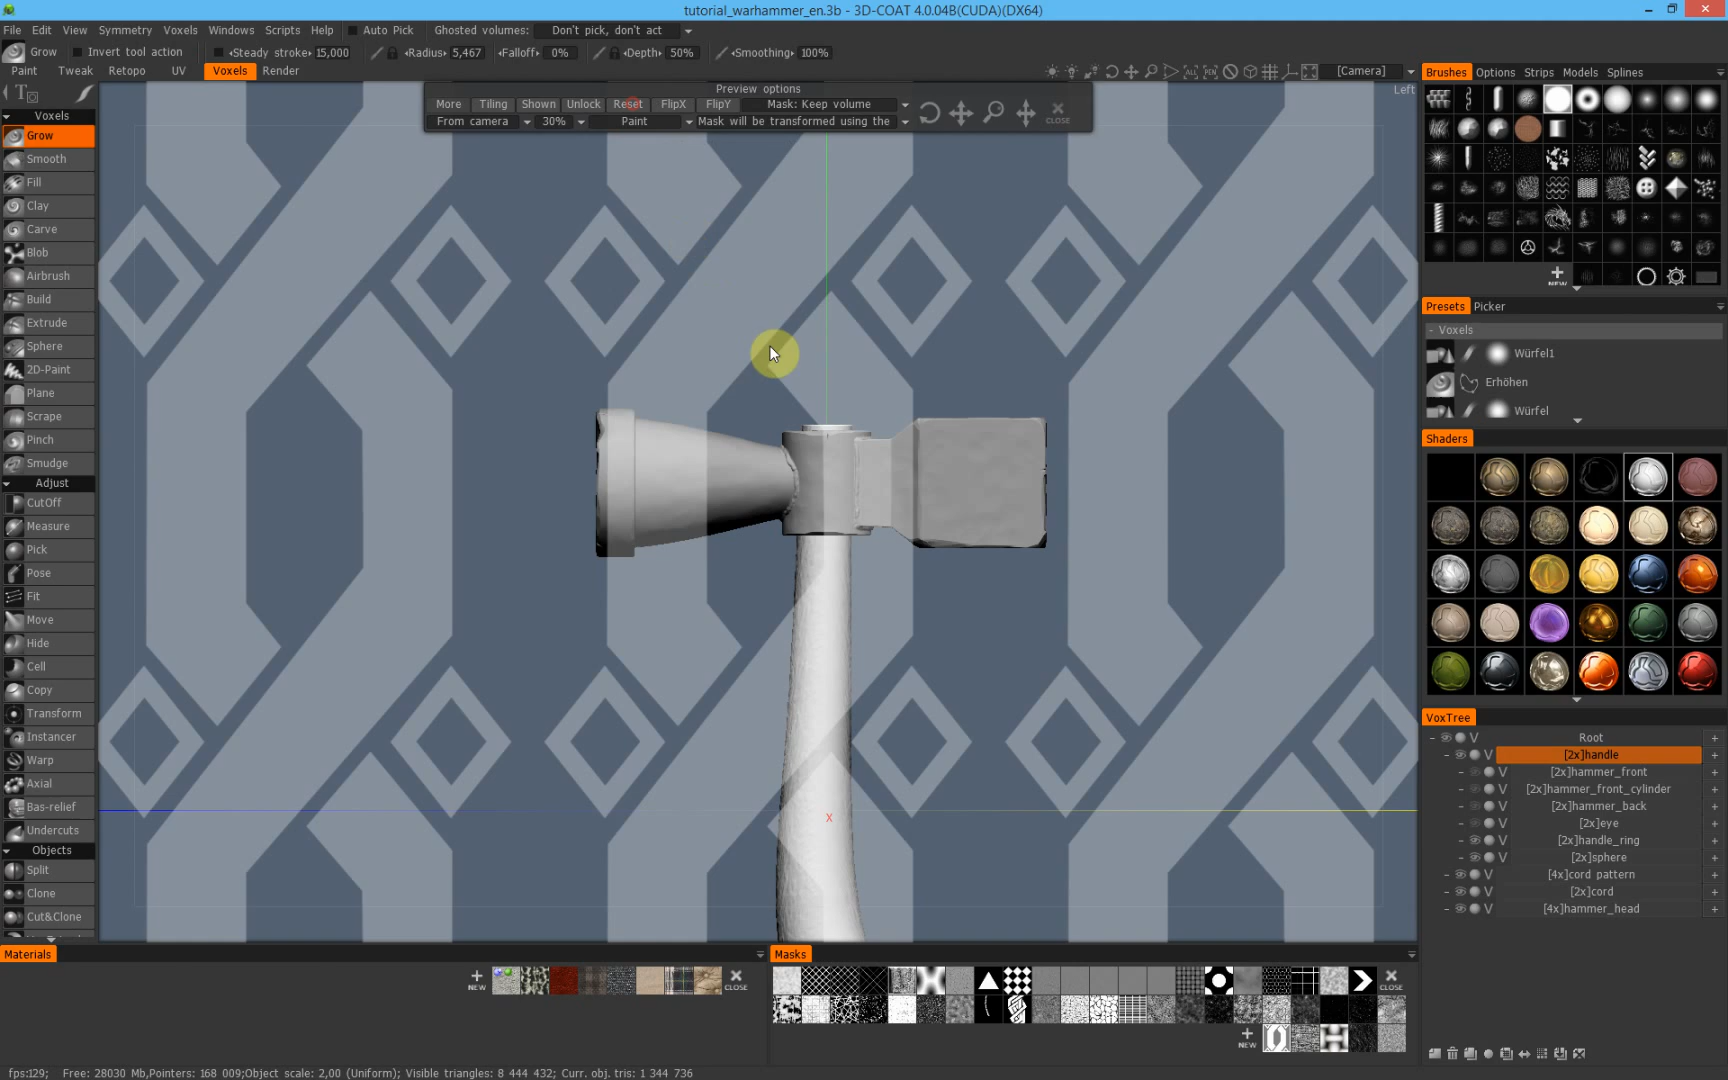 tutorial_warhammer_en.3b - 3D-COAT 4.0.04B(CUDA)(DX64)
File Edit View Symmetry Voxels Windows Scripts Help Auto Pick Ghosted volumes: Don't pick, don't act
Grow Invert tool action Steady stroke 15,000 Radius: 5,467 Falloff: 0% Depth: 50% Smoothing: 100%
Paint Tweak Retopo UV Voxels Render [Camera]
Left
Preview options
More Tiling Shown Unlock Reset FlipX FlipY Mask: Keep volume
From camera 30% Paint Mask will be transformed using the
CLOSE
Voxels
Grow
Smooth
Fill
Clay
Carve
Blob
Airbrush
Build
Extrude
Sphere
2D-Paint
Plane
Scrape
Pinch
Smudge
Adjust
CutOff
Measure
Pick
Pose
Fit
Move
Hide
Cell
Copy
Transform
Instancer
Warp
Axial
Bas-relief
Undercuts
Objects
Split
Clone
Cut&Clone
X
Brushes Options Strips Models Splines
NEW
Presets Picker
- Voxels
Würfel1
Erhöhen
Würfel
Shaders
VoxTree
Root
[2x]handle
[2x]hammer_front
[2x]hammer_front_cylinder
[2x]hammer_back
[2x]eye
[2x]handle_ring
[2x]sphere
[4x]cord pattern
[2x]cord
[4x]hammer_head
Materials
NEW
CLOSE
Masks
CLOSE
NEW
fps:129; Free: 28030 Mb,Pointers: 168 009;Object scale: 2,00 (Uniform); Visible triangles: 8 444 432; Curr. obj. tris: 1 344 736